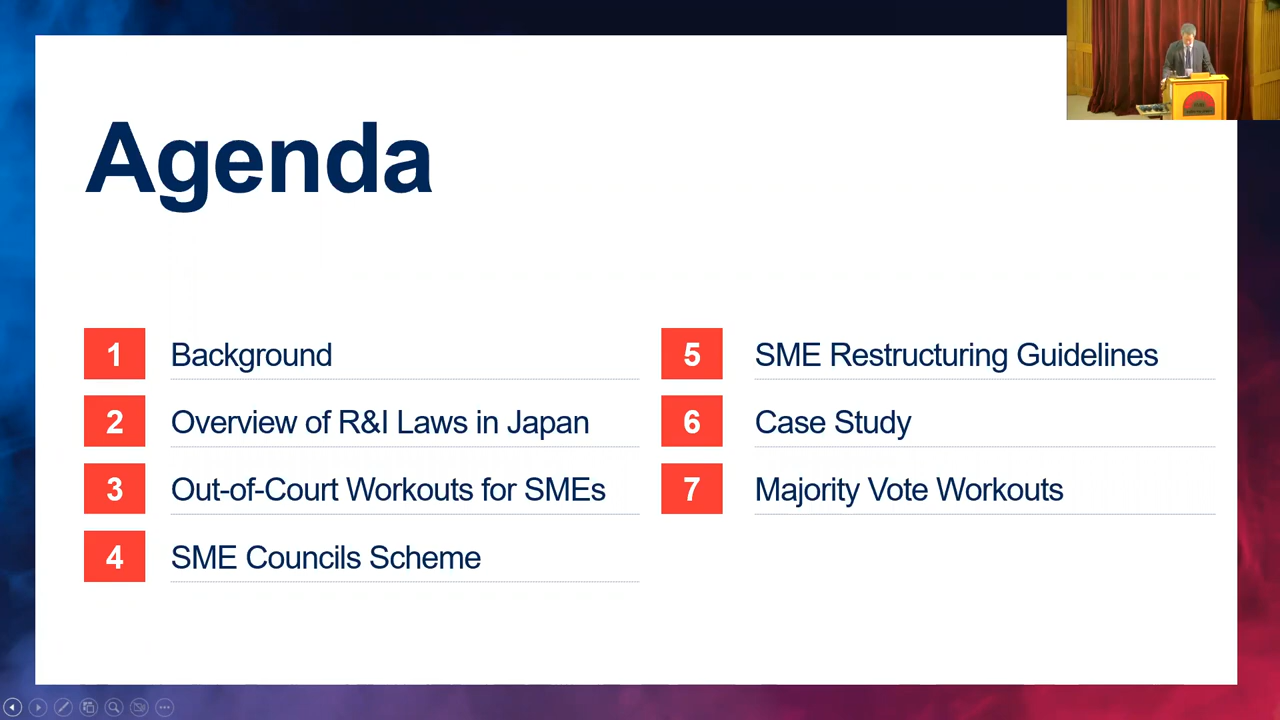 Agenda
1 Background
2 Overview of R&I Laws in Japan
3 Out-of-Court Workouts for SMEs
4 SME Councils Scheme
5 SME Restructuring Guidelines
6 Case Study
7 Majority Vote Workouts